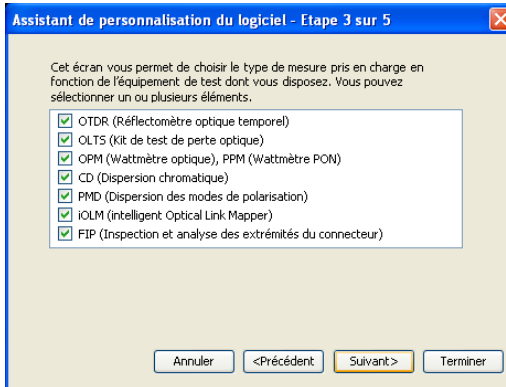 Assistant de personnalisation du logiciel - Etape 3 sur 5
Cet écran vous permet de choisir le type de mesure pris en charge en
fonction de l'équipement de test dont vous disposez. Vous pouvez
sélectionner un ou plusieurs éléments.
OTDR (Réflectomètre optique temporel)
OLTS (Kit de test de perte optique)
OPM (Wattmètre optique), PPM (Wattmètre PON)
CD (Dispersion chromatique)
PMD (Dispersion des modes de polarisation)
iOLM (intelligent Optical Link Mapper)
FIP (Inspection et analyse des extrémités du connecteur)
Annuler <Précédent Suivant> Terminer